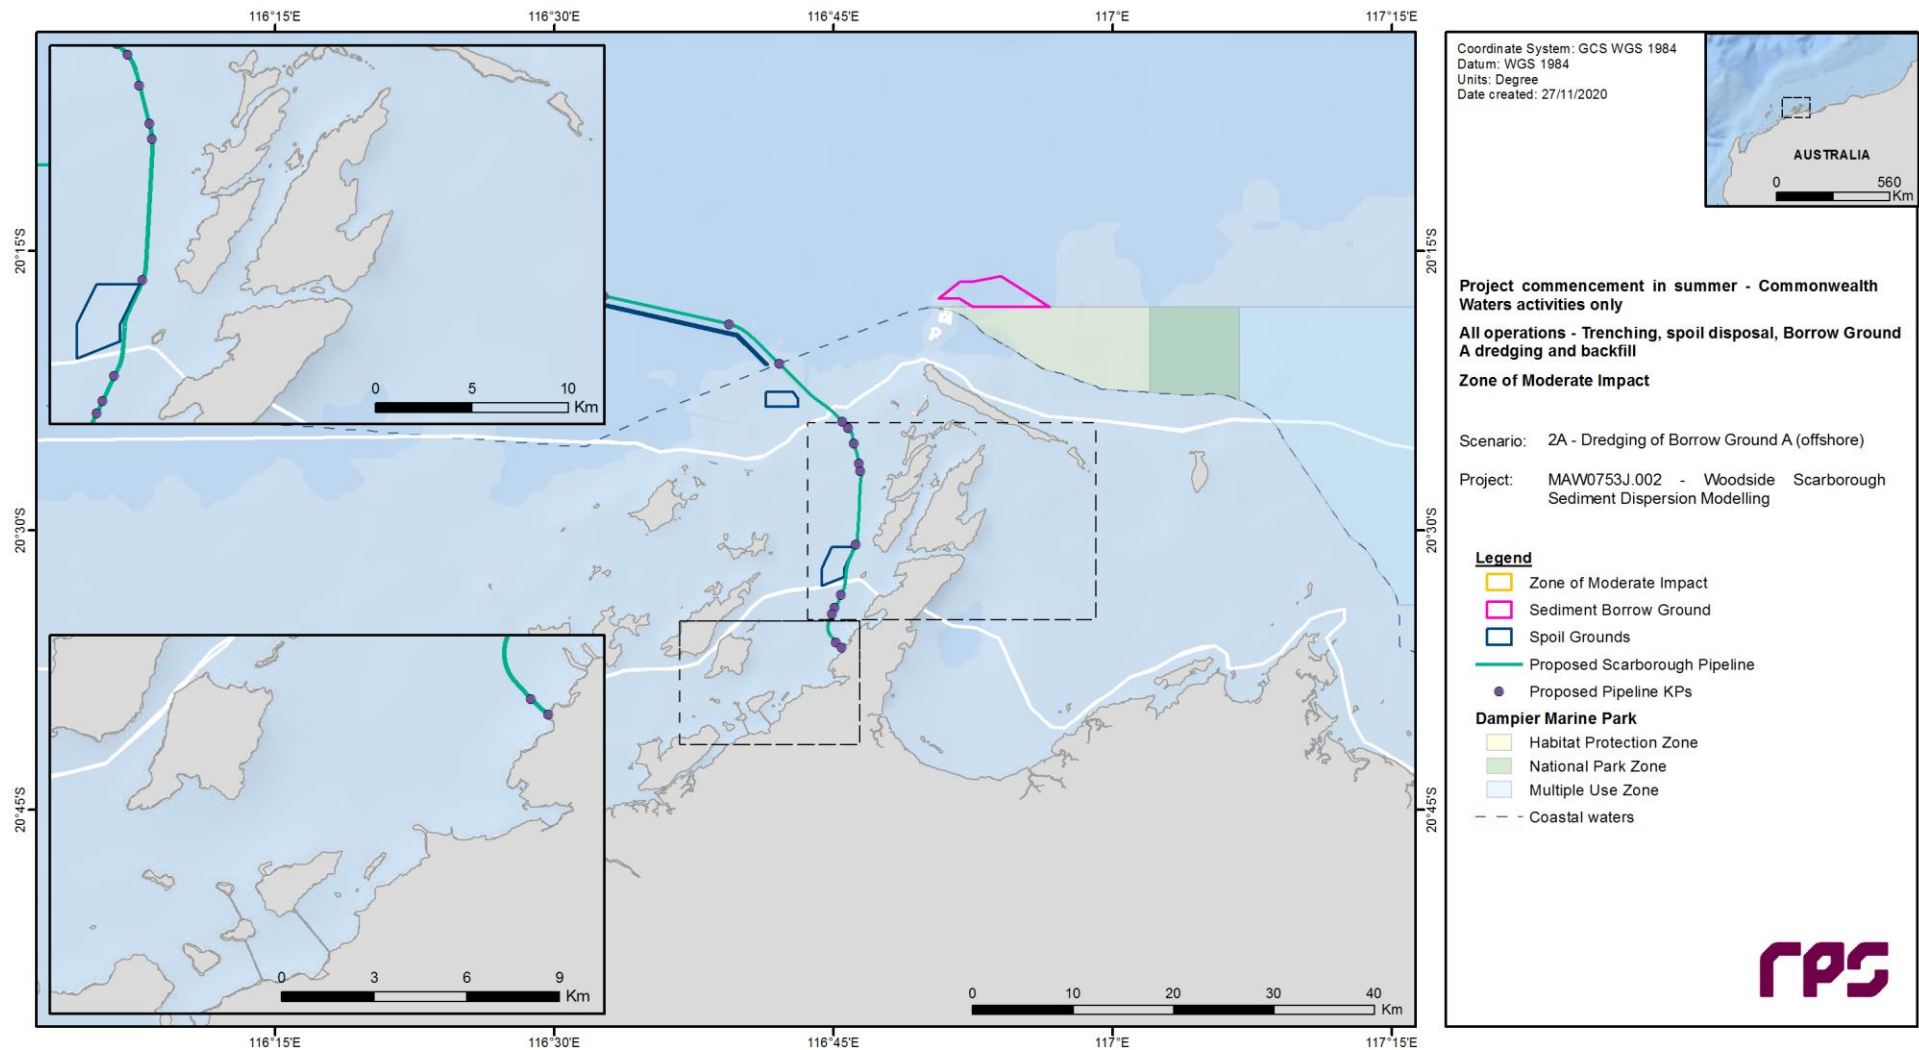 116°15'E 116°30'E 116°45'E 117°E 117°15'E
20°15'S 20°15'S
20°30'S 20°30'S
20°45'S 20°45'S
0 5 10
Km
0 3 6 9
Km
0 10 20 30 40
Km
116°15'E 116°30'E 116°45'E 117°E 117°15'E
Coordinate System: GCS WGS 1984
Datum: WGS 1984
Units: Degree
Date created: 27/11/2020
AUSTRALIA
0 560
Km
Project commencement in summer - Commonwealth
Waters activities only
All operations - Trenching, spoil disposal, Borrow Ground
A dredging and backfill
Zone of Moderate Impact
Scenario: 2A - Dredging of Borrow Ground A (offshore)
Project: MAW0753J.002 - Woodside Scarborough
Sediment Dispersion Modelling
Legend
Zone of Moderate Impact
Sediment Borrow Ground
Spoil Grounds
Proposed Scarborough Pipeline
Proposed Pipeline KPs
Dampier Marine Park
Habitat Protection Zone
National Park Zone
Multiple Use Zone
Coastal waters
rps